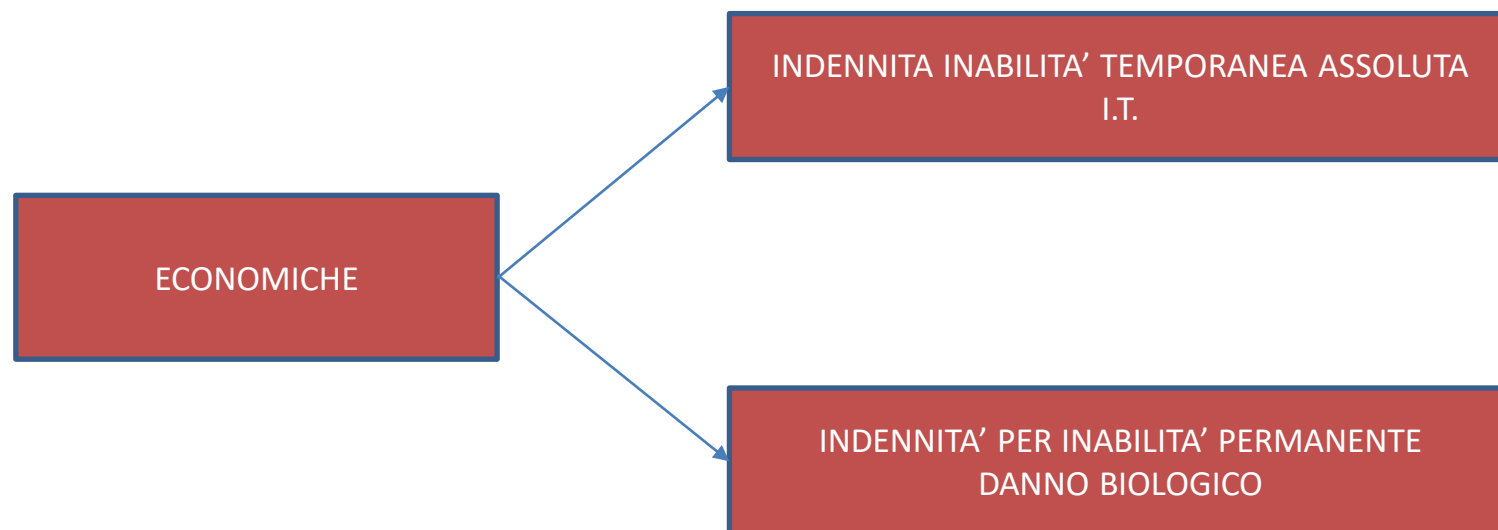 INDENNITA INABILITA’ TEMPORANEA ASSOLUTA
I.T.
ECONOMICHE
INDENNITA’ PER INABILITA’ PERMANENTE
DANNO BIOLOGICO